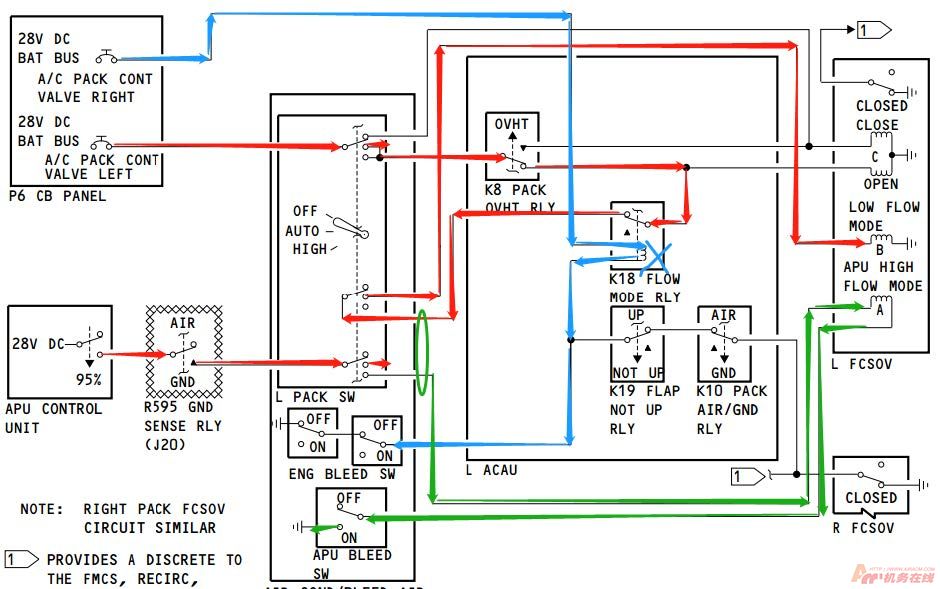 28V DC
BAT BUS
A/C PACK CONT
VALVE RIGHT
28V DC
BAT BUS
A/C PACK CONT
VALVE LEFT
P6 CB PANEL
OFF
AUTO
HIGH
L PACK SW
28V DC
95%
APU CONTROL
UNIT
AIR
GND
R595 GND
SENSE RLY
(J20)
OFF
ON
OFF
ON
ENG BLEED SW
OFF
ON
APU BLEED
SW
OVHT
K8 PACK
OVHT RLY
K18 FLOW
MODE RLY
UP
NOT UP
K19 FLAP
NOT UP
RLY
AIR
GND
K10 PACK
AIR/GND
RLY
L ACAU
1
CLOSED
CLOSE
C
OPEN
LOW FLOW
MODE
B
APU HIGH
FLOW MODE
A
L FCSOV
1
CLOSED
R FCSOV
NOTE: RIGHT PACK FCSOV
CIRCUIT SIMILAR
1 PROVIDES A DISCRETE TO
THE FMCS, RECIRC,
机务在线